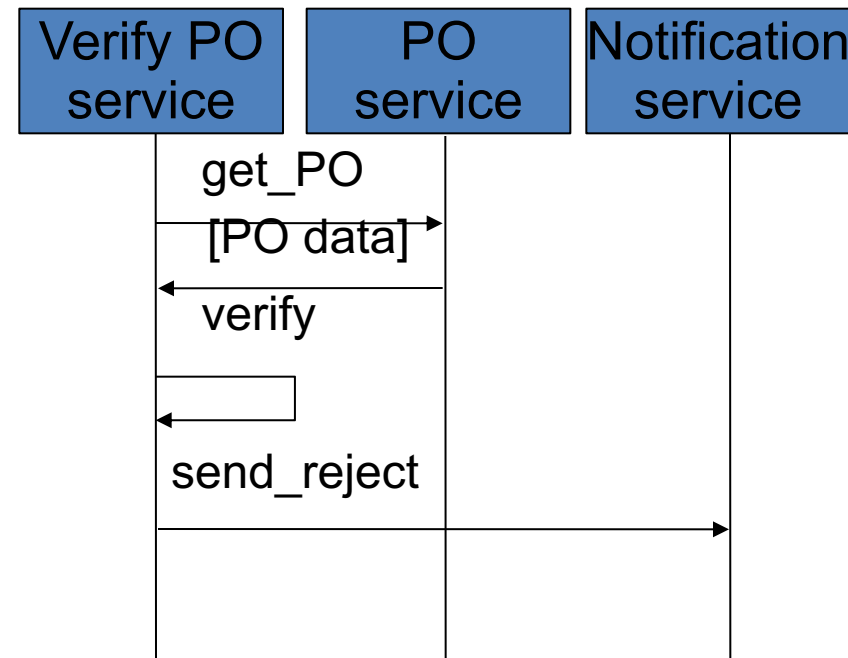 Verify PO
service
PO
service
Notification
service
get_PO
[PO data]
verify
send_reject